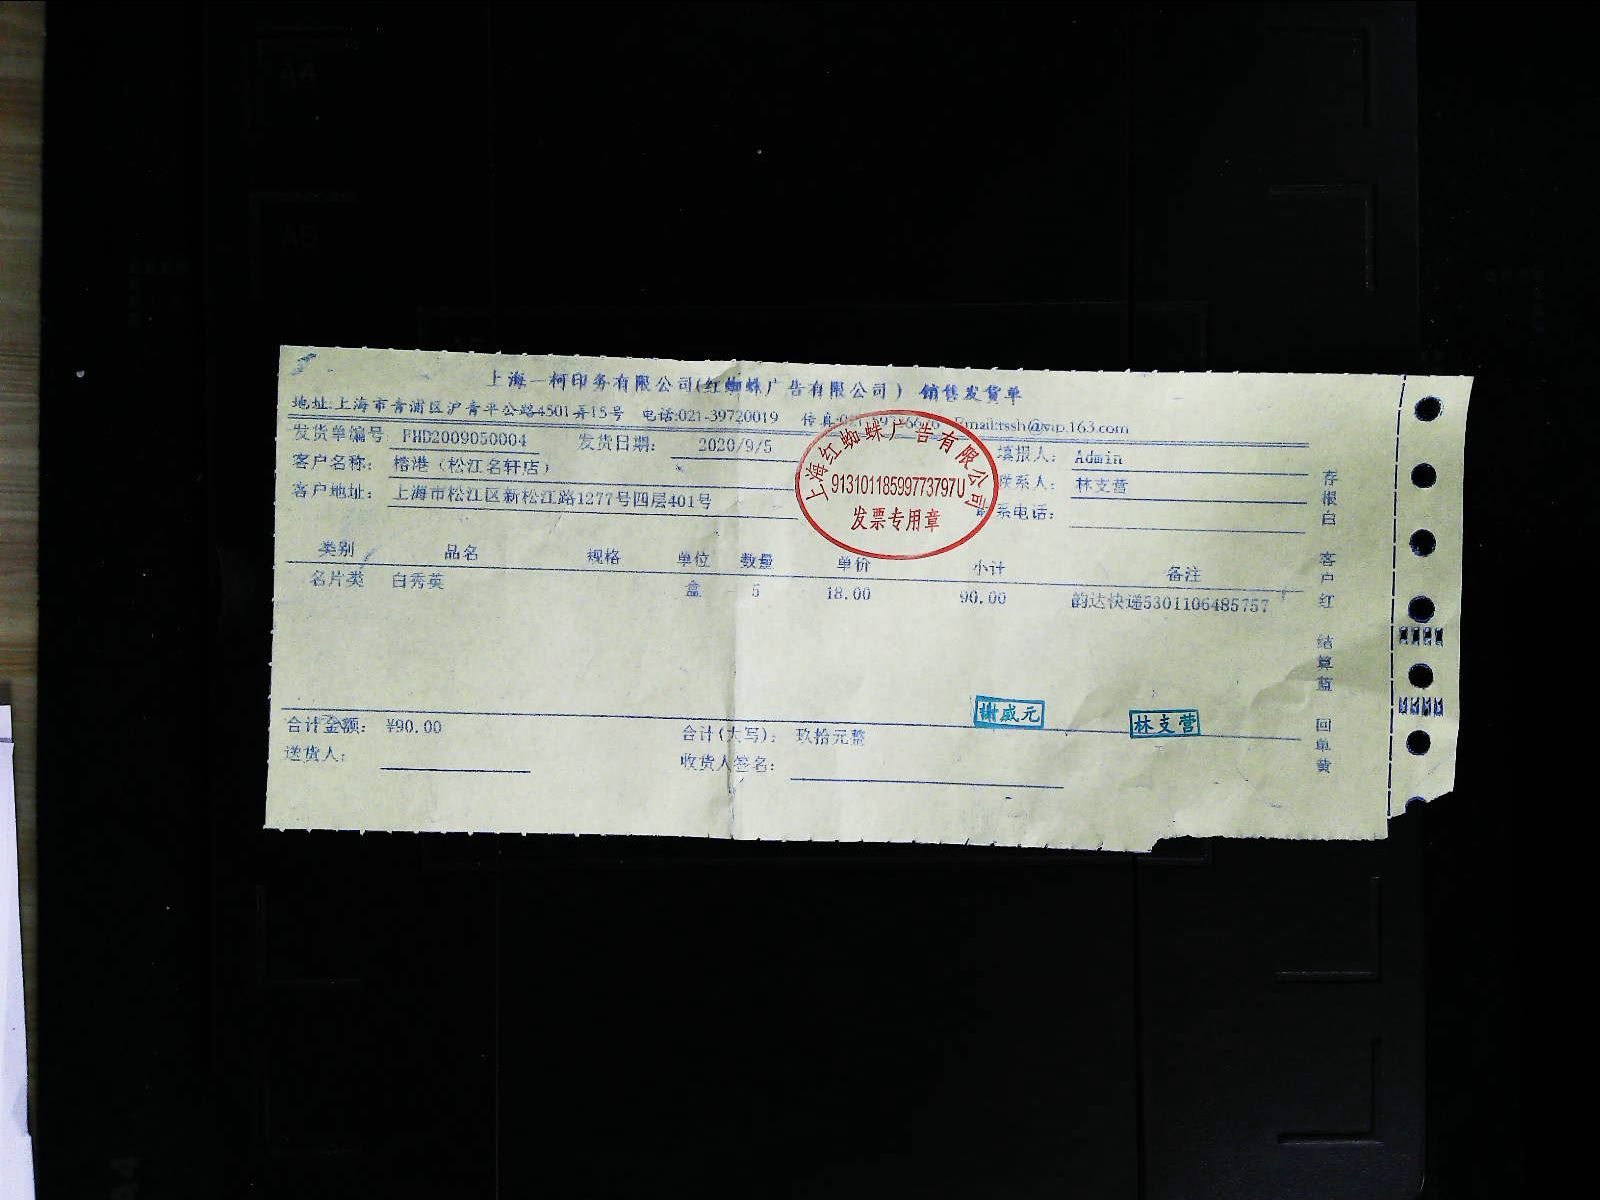 上海一柯印务有限公司(红蜘蛛广告有限公司) 销售发货单
地址:上海市青浦区沪青平公路4501弄15号 电话:021-39720019 传真: Email:rssh@vip.163.com
发货单编号: FHD2009050004 发货日期: 2020/9/5 填报人: Admin
客户名称: 榰港(松江名轩店) 联系人: 林支营
客户地址: 上海市松江区新松江路1277号四层401号 联系电话:
上海红蜘蛛广告有限公司
91310118599773797U
发票专用章
类别 品名 规格 单位 数量 单价 小计 备注
名片类 白秀英 盒 5 18.00 90.00 韵达快递5301106485757
谢威元 林支营
合计金额: ¥90.00 合计(大写): 玖拾元整
送货人: 收货人签名:
存根白 客户红 结算蓝 回单黄
A4
A5